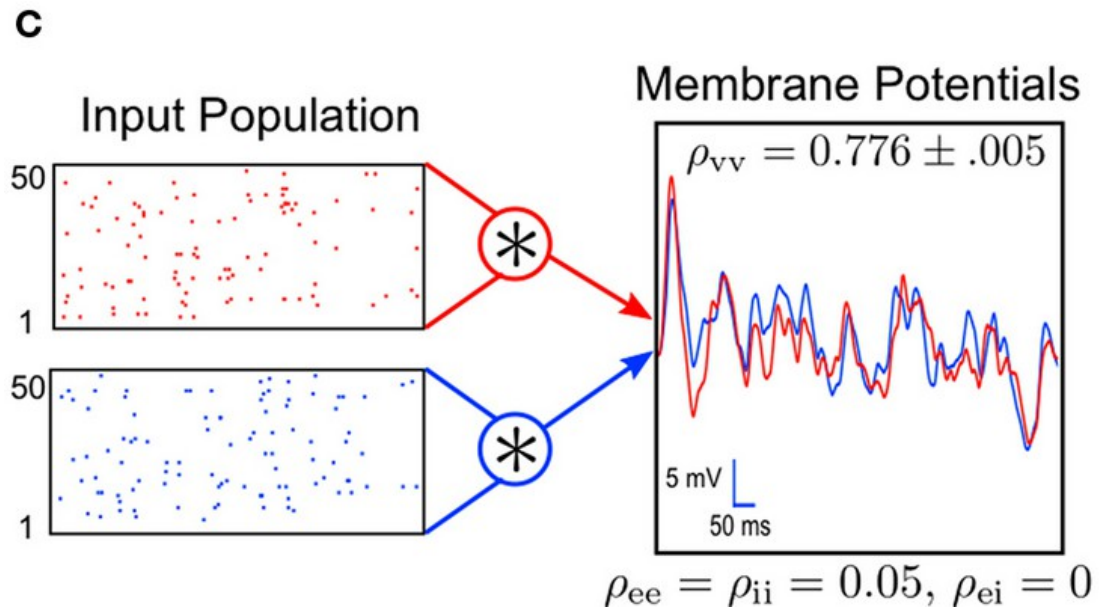 C
Input Population
50
1
*
50
1
*
Membrane Potentials
ρvv = 0.776 ± .005
5 mV
50 ms
ρee = ρii = 0.05, ρei = 0